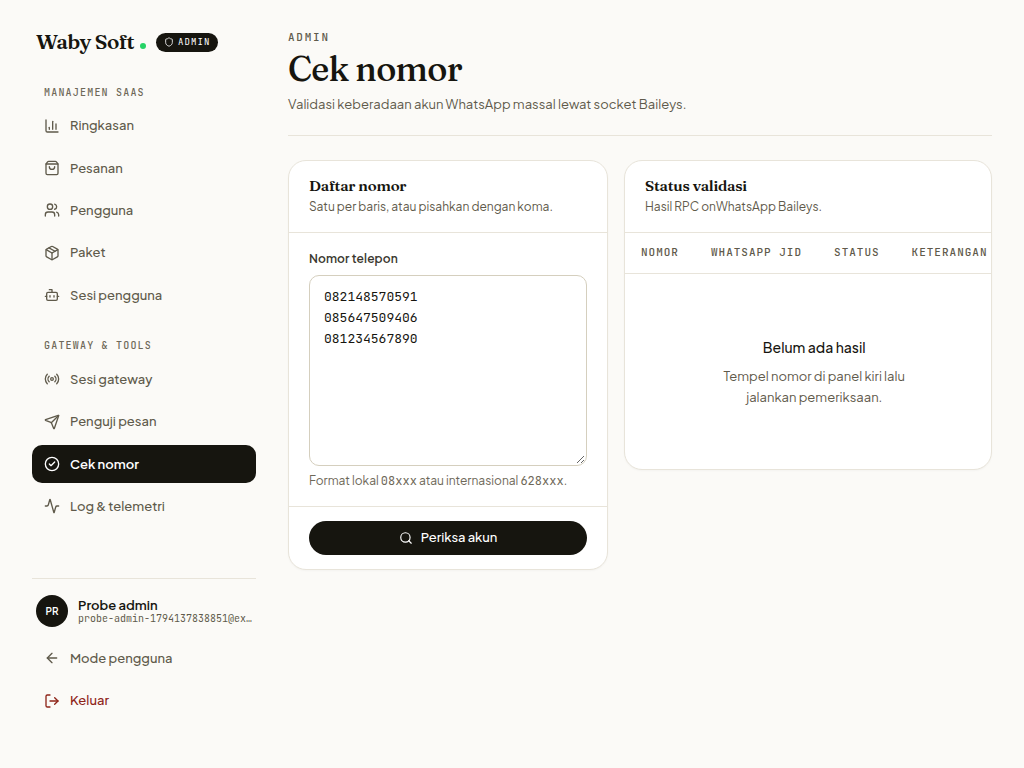 Waby Soft
ADMIN
MANAJEMEN SAAS
Ringkasan
Pesanan
Pengguna
Paket
Sesi pengguna
GATEWAY & TOOLS
Sesi gateway
Penguji pesan
Cek nomor
Log & telemetri
PR
Probe admin
probe-admin-1794137838851@ex…
Mode pengguna
Keluar
ADMIN
Cek nomor
Validasi keberadaan akun WhatsApp massal lewat socket Baileys.
Daftar nomor
Satu per baris, atau pisahkan dengan koma.
Nomor telepon
082148570591
085647509406
081234567890
Format lokal 08xxx atau internasional 628xxx.
Periksa akun
Status validasi
Hasil RPC onWhatsApp Baileys.
NOMOR WHATSAPP JID STATUS KETERANGAN
Belum ada hasil
Tempel nomor di panel kiri lalu
jalankan pemeriksaan.